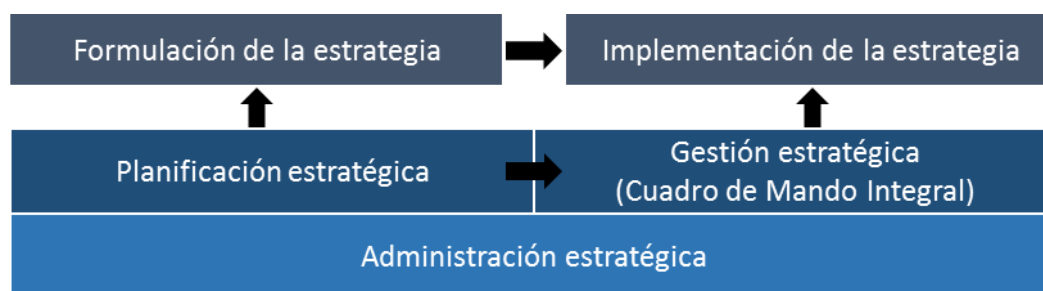 Formulación de la estrategia
Implementación de la estrategia
Planificación estratégica
Gestión estratégica
(Cuadro de Mando Integral)
Administración estratégica